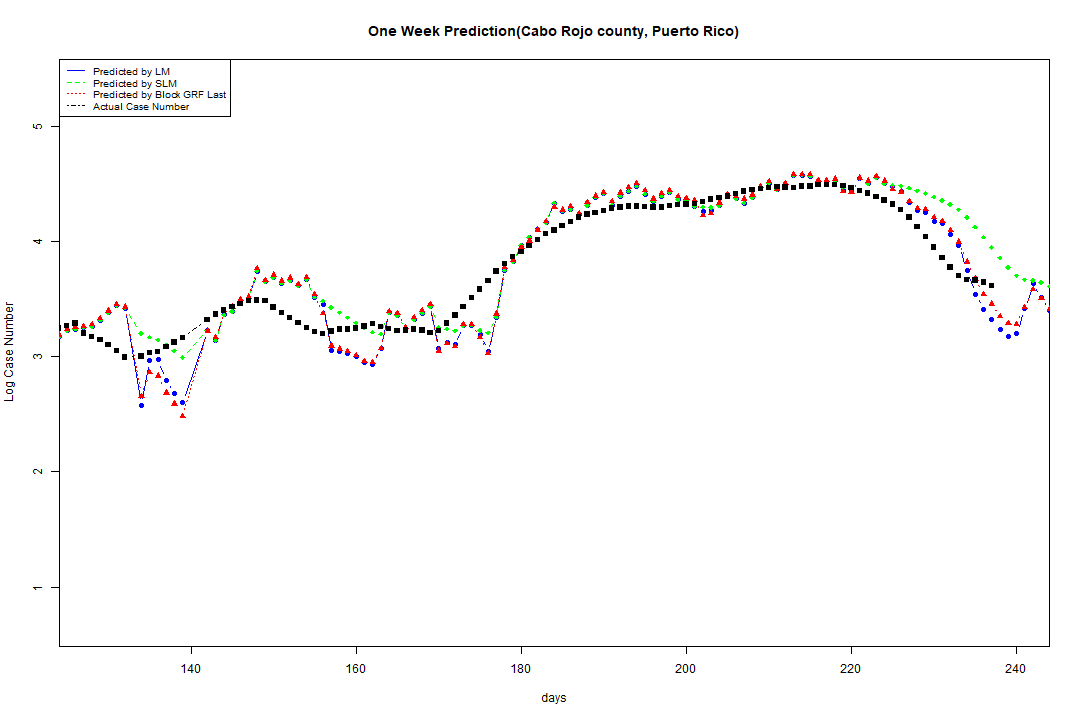 One Week Prediction(Cabo Rojo county, Puerto Rico)
Predicted by LM
Predicted by SLM
Predicted by Block GRF Last
Actual Case Number
5
4
3
2
1
Log Case Number
140 160 180 200 220 240
days